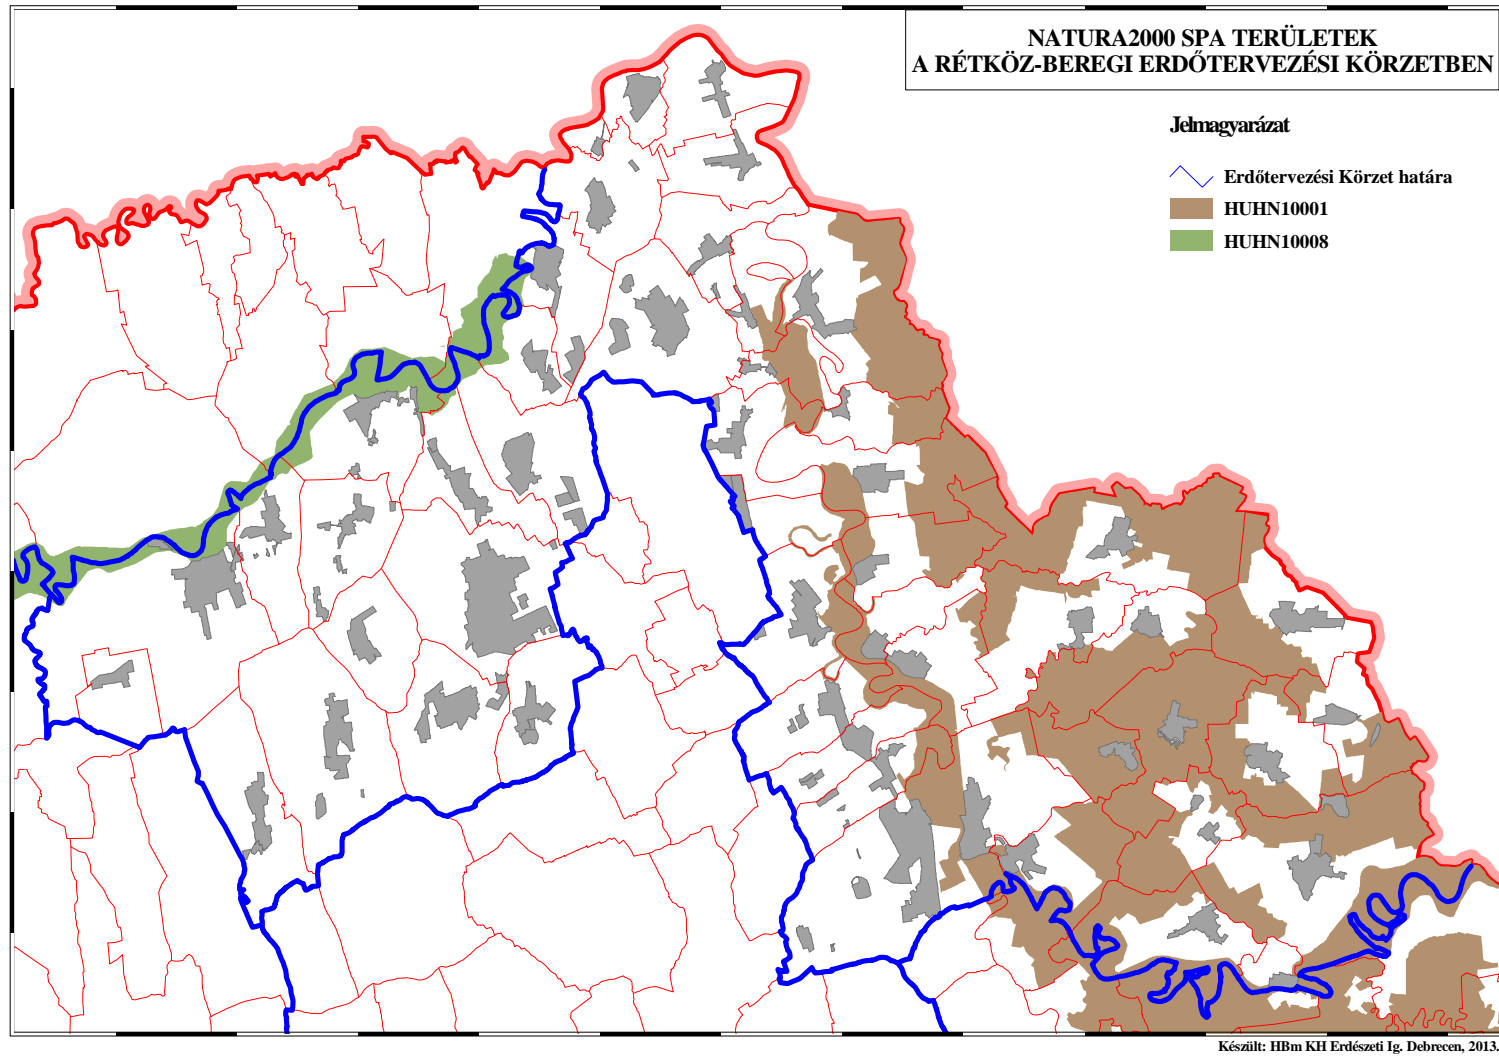 NATURA2000 SPA TERÜLETEK
A RÉTKÖZ-BEREGI ERDŐTERVEZÉSI KÖRZETBEN
Jelmagyarázat
Erdőtervezési Körzet határa
HUHN10001
HUHN10008
Készült: HBm KH Erdészeti Ig. Debrecen, 2013.